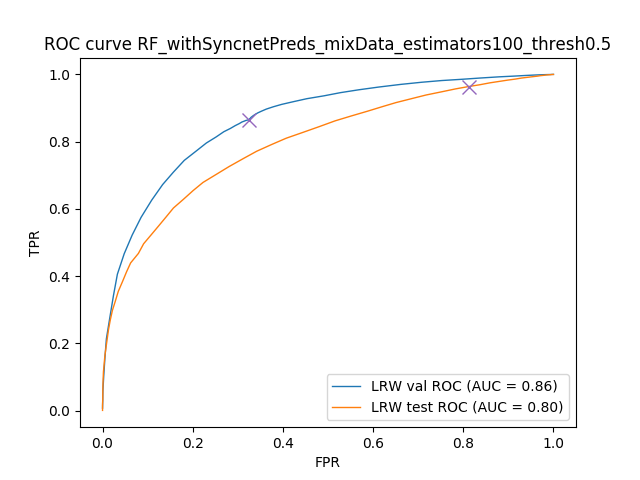 ROC curve RF_withSyncnetPreds_mixData_estimators100_thresh0.5
1.0
0.8
0.6
0.4
0.2
0.0
TPR
LRW val ROC (AUC = 0.86)
LRW test ROC (AUC = 0.80)
0.0 0.2 0.4 0.6 0.8 1.0
FPR